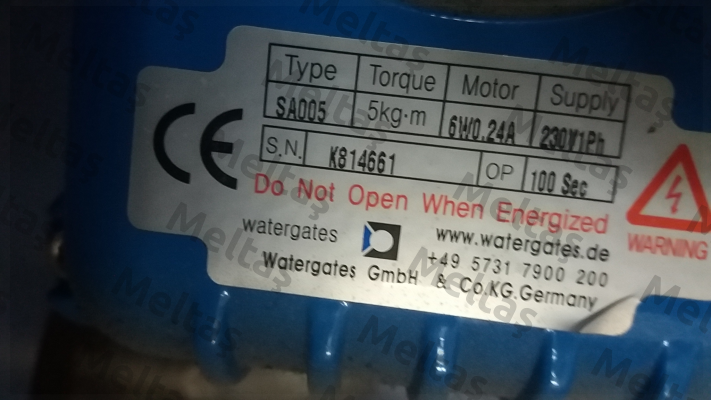 Type Torque Motor Supply
SA005 5kg·m 6W0.24A 230V1Ph
S.N. K814661 OP 100 Sec
CE
Do Not Open When Energized
WARNING
watergates www.watergates.de
+49 5731 7900 200
Watergates GmbH & Co.KG.Germany
Meltaş